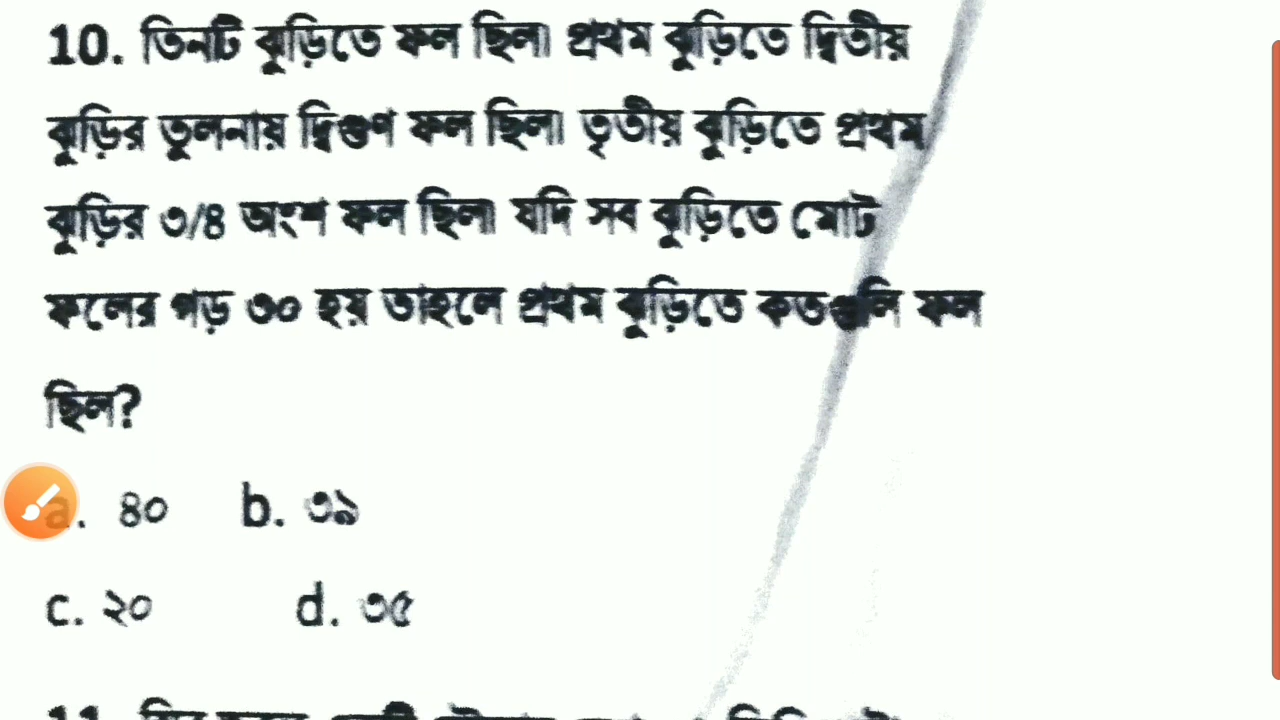 10. তিনটি ঝুড়িতে ফল ছিল। প্রথম ঝুড়িতে দ্বিতীয়
ঝুড়ির তুলনায় দ্বিগুণ ফল ছিল। তৃতীয় ঝুড়িতে প্রথম
ঝুড়ির ৩/৪ অংশ ফল ছিল। যদি সব ঝুড়িতে মোট
ফলের গড় ৩০ হয় তাহলে প্রথম ঝুড়িতে কতগুলি ফল
ছিল?
a. ৪০ b. ৩৯
c. ২০ d. ৩৫